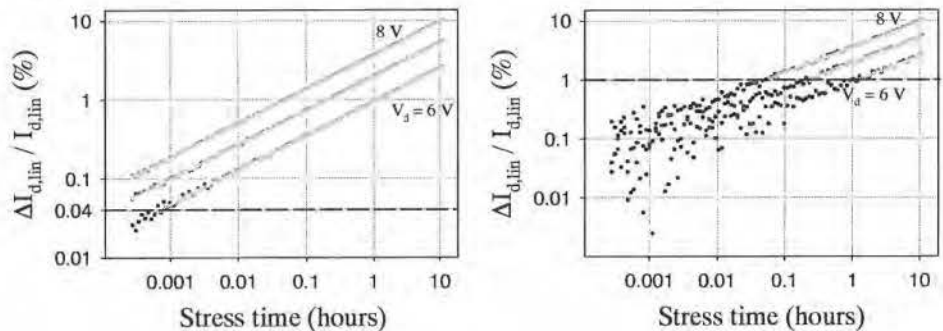 ΔI_d,lin / I_d,lin (%)
10
1
0.1
0.04
0.01
8 V
V_d = 6 V
0.001
0.01
0.1
1
10
Stress time (hours)
ΔI_d,lin / I_d,lin (%)
10
1
0.1
0.01
8 V
V_d = 6 V
0.001
0.01
0.1
1
10
Stress time (hours)